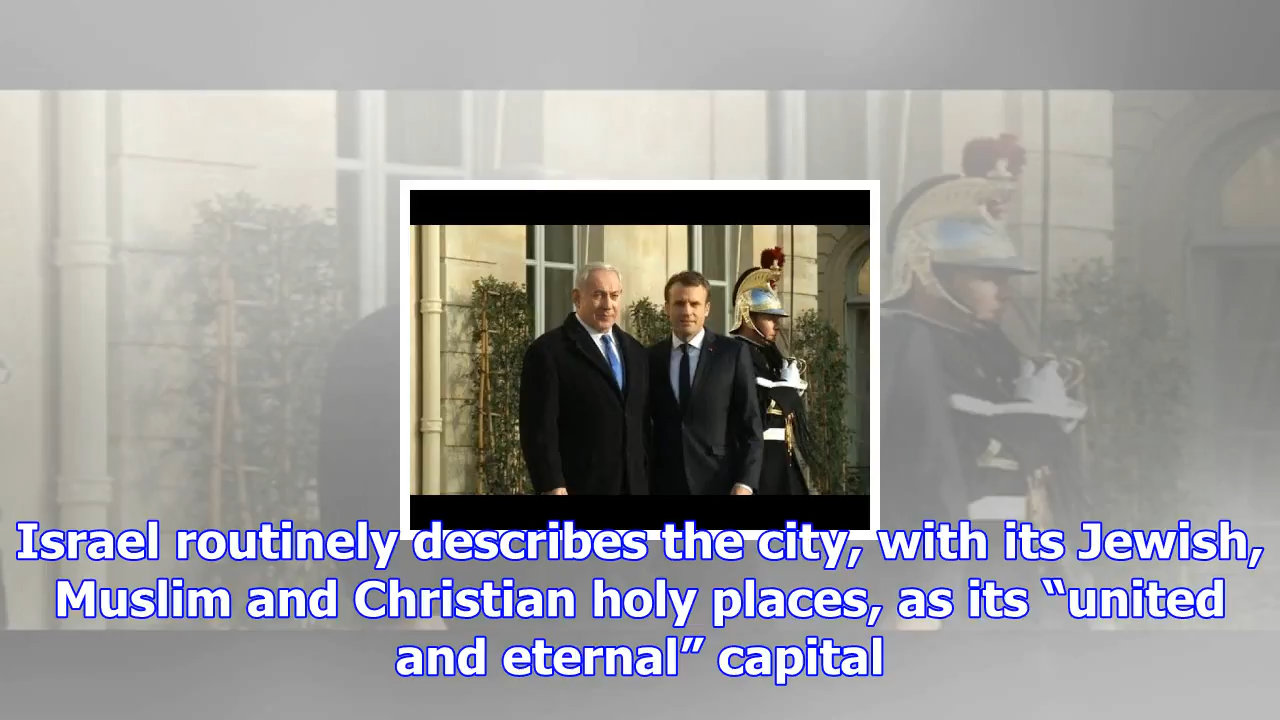 Israel routinely describes the city, with its Jewish,
Muslim and Christian holy places, as its “united
and eternal” capital